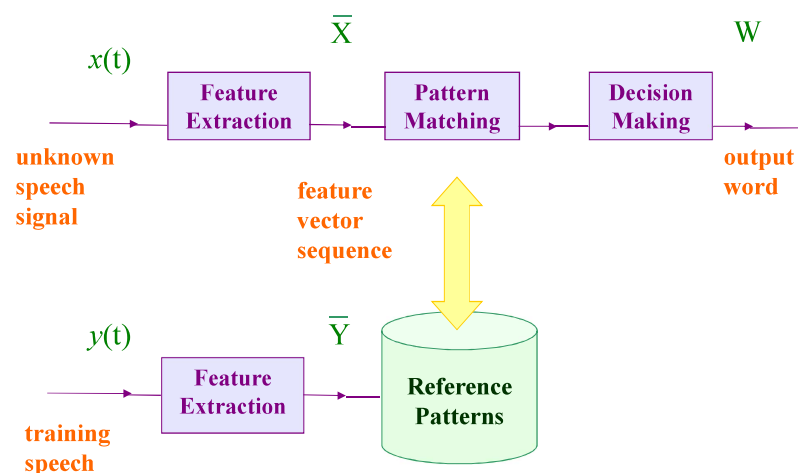 X̅
W
x(t)
Feature
Extraction
Pattern
Matching
Decision
Making
unknown
speech
signal
feature
vector
sequence
output
word
y(t)
Y̅
Feature
Extraction
Reference
Patterns
training
speech